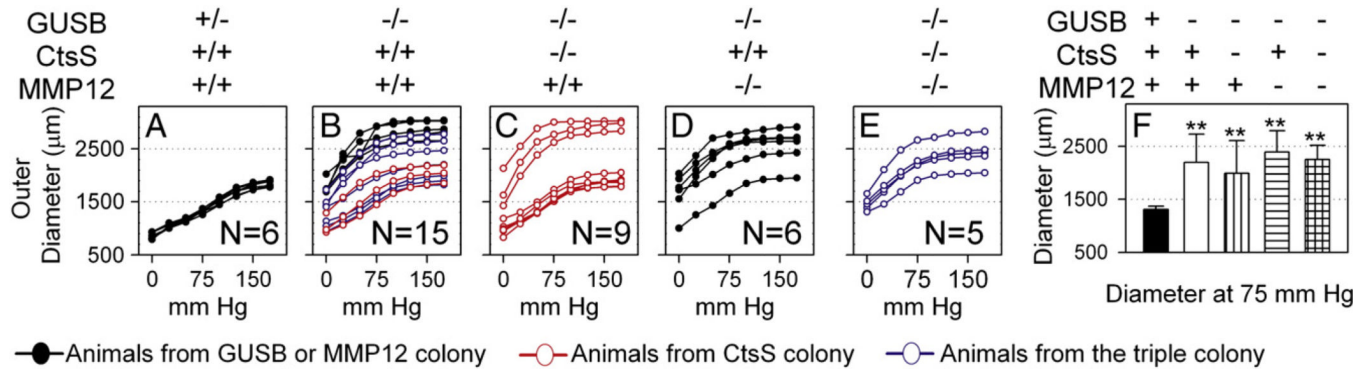 GUSB +/- -/- -/- -/- -/- GUSB + - - - -
CtsS +/+ +/+ -/- +/+ -/- CtsS + + - + -
MMP12 +/+ +/+ +/+ -/- -/- MMP12 + + + - -
A B C D E F
** ** ** **
Outer
Diameter (μm)
2500
1500
500
N=6 N=15 N=9 N=6 N=5
0 75 150 0 75 150 0 75 150 0 75 150 0 75 150
mm Hg mm Hg mm Hg mm Hg mm Hg
Diameter (μm)
2500
1500
500
Diameter at 75 mm Hg
Animals from GUSB or MMP12 colony Animals from CtsS colony Animals from the triple colony